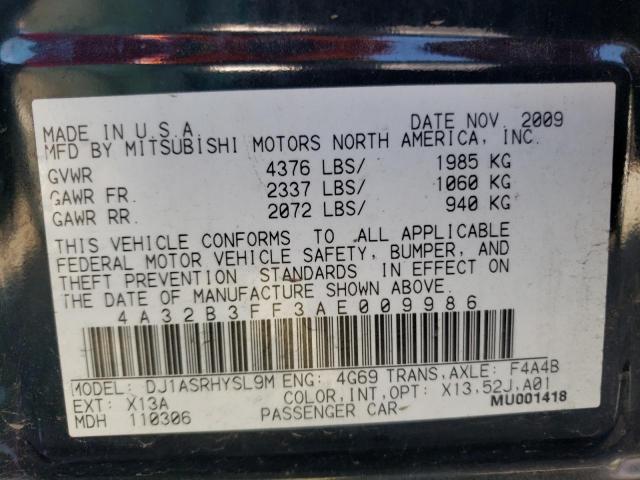 MADE IN U.S.A. DATE NOV. 2009
MFD BY MITSUBISHI MOTORS NORTH AMERICA, INC.
GVWR 4376 LBS/ 1985 KG
GAWR FR. 2337 LBS/ 1060 KG
GAWR RR. 2072 LBS/ 940 KG
THIS VEHICLE CONFORMS TO ALL APPLICABLE
FEDERAL MOTOR VEHICLE SAFETY, BUMPER, AND
THEFT PREVENTION STANDARDS IN EFFECT ON
THE DATE OF MANUFACTURE SHOWN ABOVE.
4A32B3FF3AE009986
MODEL: DJ1ASRHYSL9M ENG: 4G69 TRANS,AXLE: F4A4B
EXT: X13A COLOR,INT,OPT: X13,52J,A01
MDH 110306 PASSENGER CAR MU001418